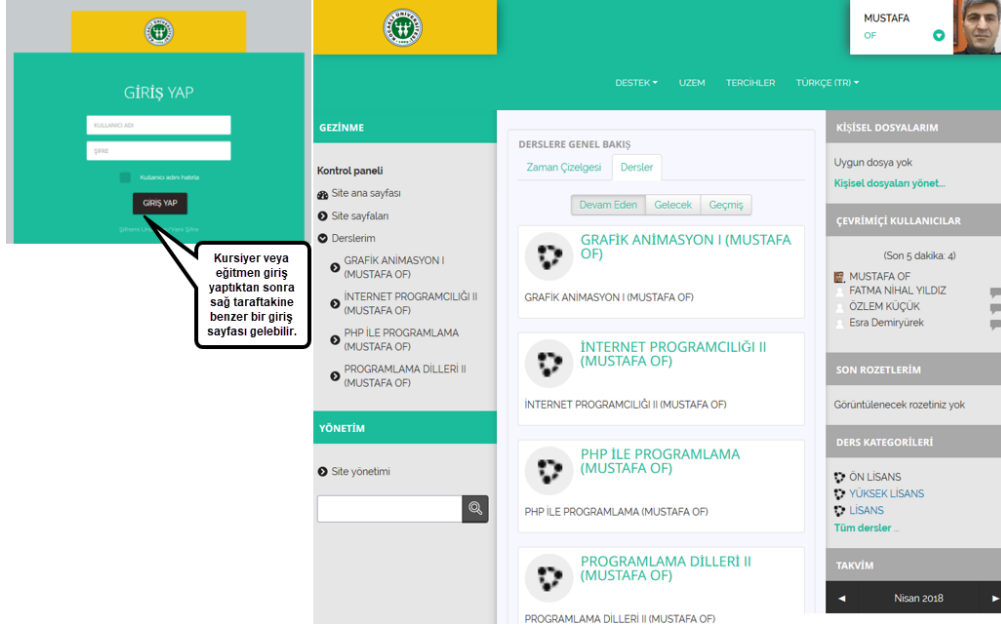 GİRİŞ YAP
KULLANICI ADI
ŞİFRE
Kullanıcı adını hatırla
GİRİŞ YAP
Kursiyer veya
eğitmen giriş
yaptıktan sonra
sağ taraftakine
benzer bir giriş
sayfası gelebilir.
MUSTAFA
OF
DESTEK UZEM TERCİHLER TÜRKÇE (TR)
GEZİNME
Kontrol paneli
Site ana sayfası
Site sayfaları
Derslerim
GRAFİK ANİMASYON I
(MUSTAFA OF)
İNTERNET PROGRAMCILIĞI II
(MUSTAFA OF)
PHP İLE PROGRAMLAMA
(MUSTAFA OF)
PROGRAMLAMA DİLLERİ II
(MUSTAFA OF)
YÖNETİM
Site yönetimi
DERSLERE GENEL BAKIŞ
Zaman Çizelgesi Dersler
Devam Eden Gelecek Geçmiş
GRAFİK ANİMASYON I (MUSTAFA
OF)
GRAFİK ANİMASYON I (MUSTAFA OF)
İNTERNET PROGRAMCILIĞI II
(MUSTAFA OF)
İNTERNET PROGRAMCILIĞI II (MUSTAFA OF)
PHP İLE PROGRAMLAMA
(MUSTAFA OF)
PHP İLE PROGRAMLAMA (MUSTAFA OF)
PROGRAMLAMA DİLLERİ II
(MUSTAFA OF)
PROGRAMLAMA DİLLERİ II (MUSTAFA OF)
KİŞİSEL DOSYALARIM
Uygun dosya yok
Kişisel dosyaları yönet...
ÇEVRİMİÇİ KULLANICILAR
(Son 5 dakika: 4)
MUSTAFA OF
FATMA NİHAL YILDIZ
ÖZLEM KÜÇÜK
Esra Demiryürek
SON ROZETLERİM
Görüntülenecek rozetiniz yok
DERS KATEGORİLERİ
ÖN LİSANS
YÜKSEK LİSANS
LİSANS
Tüm dersler ...
TAKVİM
Nisan 2018